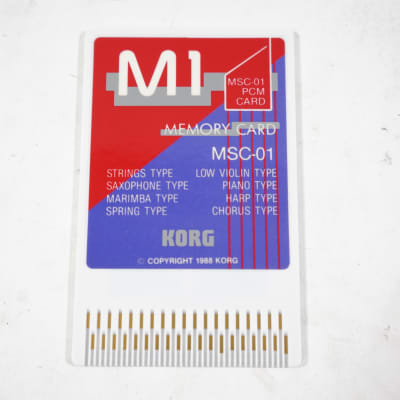 M1
MSC-01
PCM
CARD
MEMORY CARD
MSC-01
STRINGS TYPE LOW VIOLIN TYPE
SAXOPHONE TYPE PIANO TYPE
MARIMBA TYPE HARP TYPE
SPRING TYPE CHORUS TYPE
KORG
© COPYRIGHT 1988 KORG